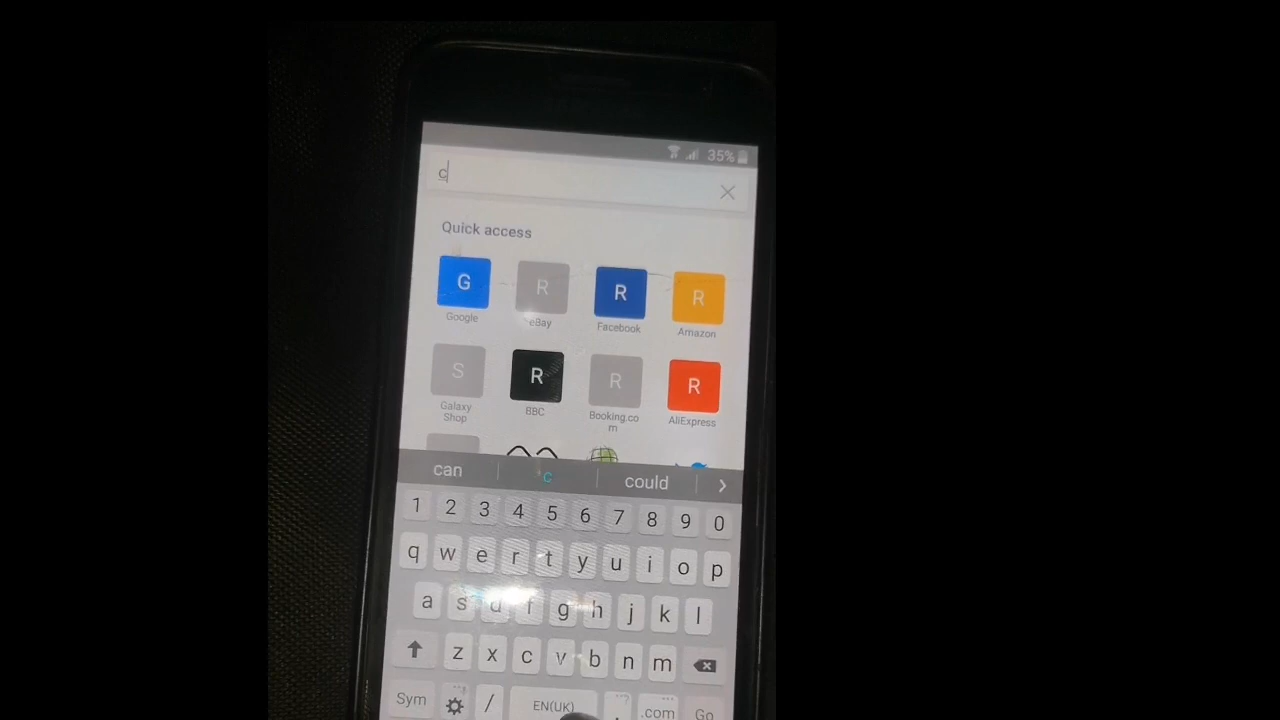 35%
c
Quick access
G R R R
Google eBay Facebook Amazon
S R R R
Galaxy Shop BBC Booking.com AliExpress
can c could
1 2 3 4 5 6 7 8 9 0
q w e r t y u i o p
a s d f g h j k l
z x c v b n m
Sym / EN(UK) .com Go